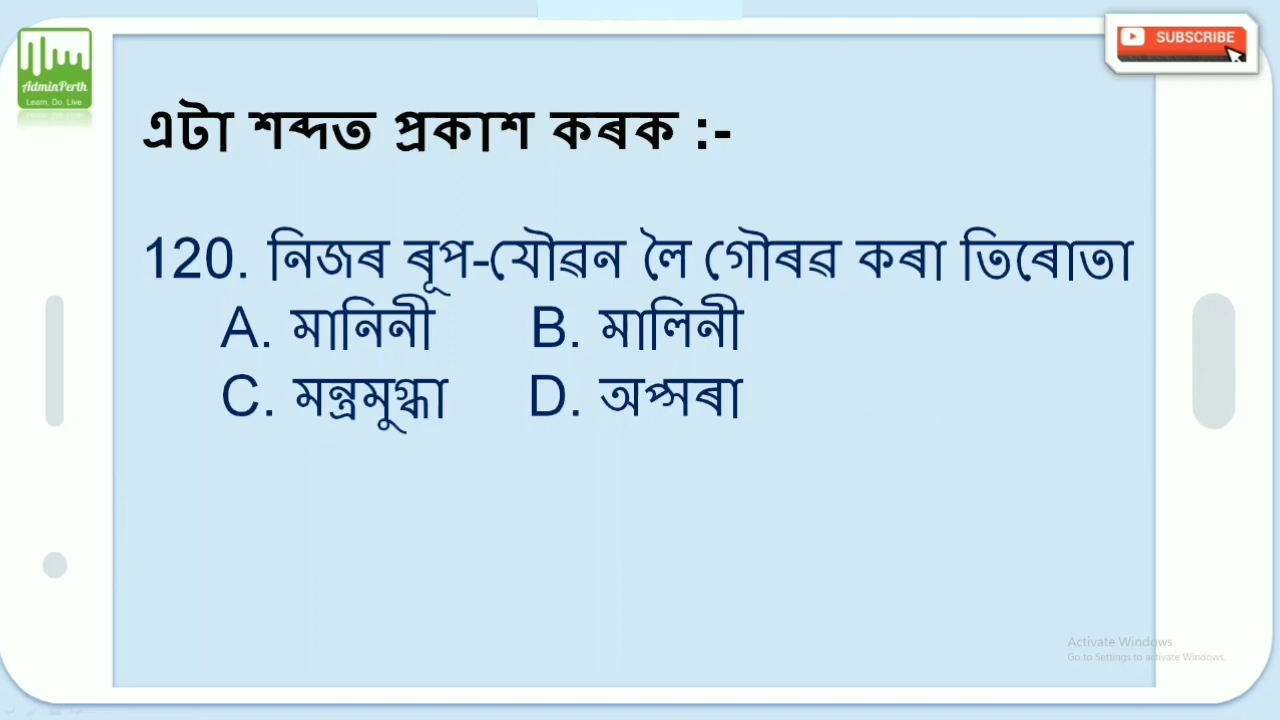 SUBSCRIBE
AdminPerth
Learn. Do. Live.
এটা শব্দত প্ৰকাশ কৰক :-
120. নিজৰ ৰূপ-যৌৱন লৈ গৌৰৱ কৰা তিৰোতা
A. মানিনী B. মালিনী
C. মন্ত্ৰমুগ্ধা D. অপ্সৰা
Activate Windows
Go to Settings to activate Windows.